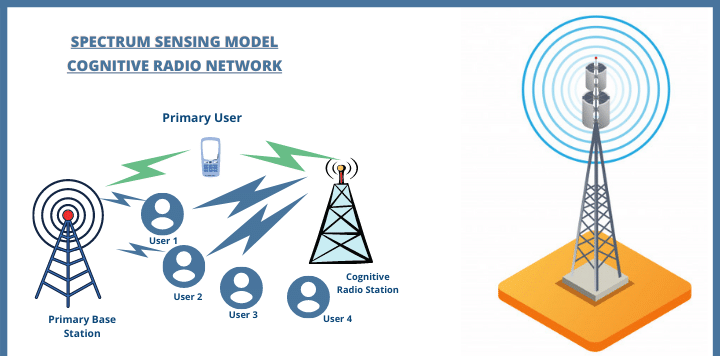 SPECTRUM SENSING MODEL
COGNITIVE RADIO NETWORK
Primary User
User 1
User 2
User 3
User 4
Cognitive
Radio Station
Primary Base
Station